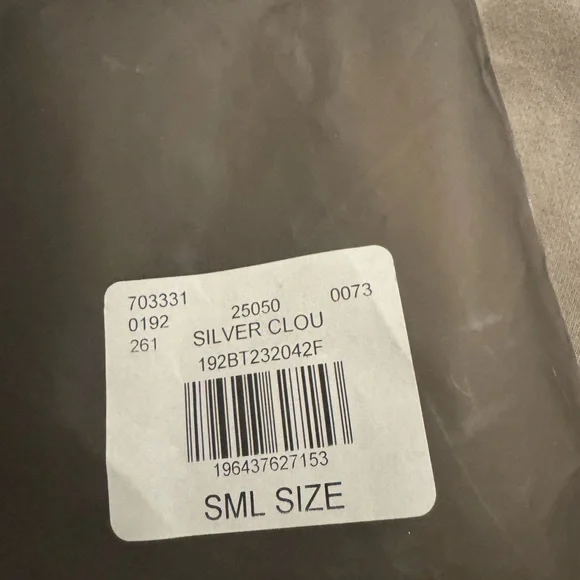 703331 25050 0073
0192 SILVER CLOU
261 192BT232042F
196437627153
SML SIZE